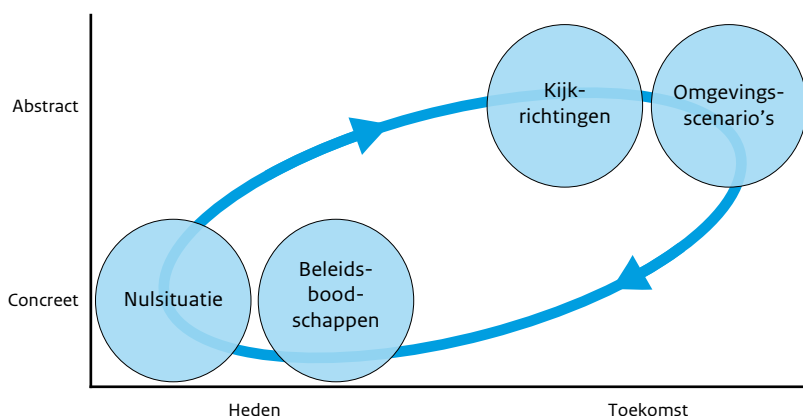 Abstract
Kijk-
richtingen
Omgevings-
scenario's
Concreet
Nulsituatie
Beleids-
bood-
schappen
Heden
Toekomst